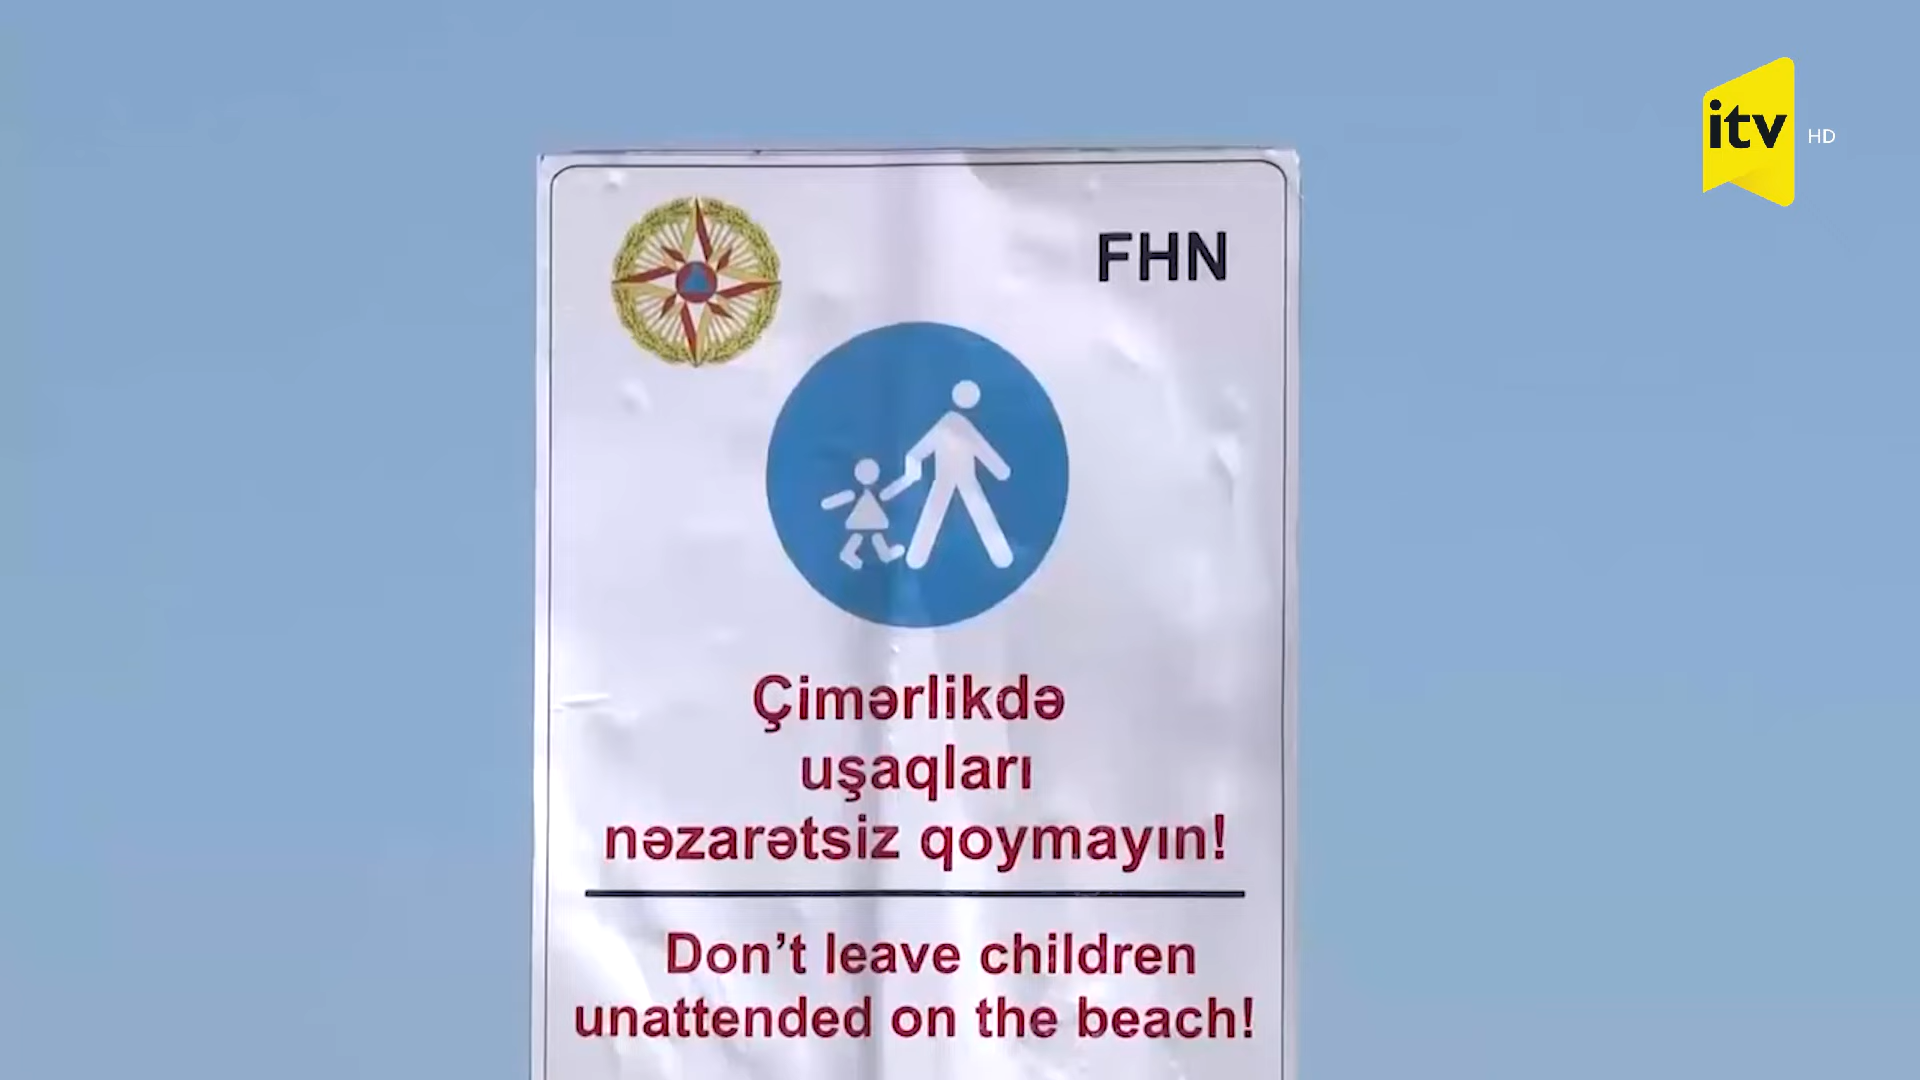 itv HD
FHN
Çimərlikdə
uşaqları
nəzarətsiz qoymayın!
Don’t leave children
unattended on the beach!